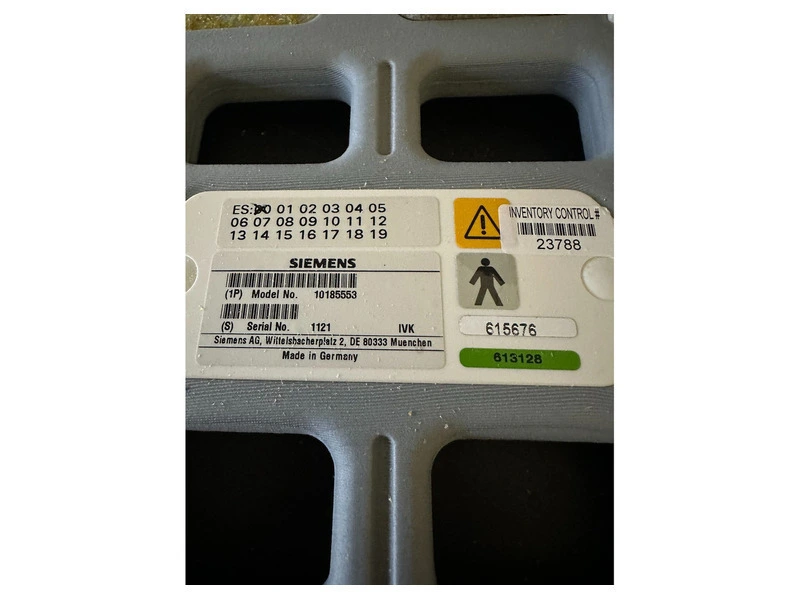 ES: 00 01 02 03 04 05
06 07 08 09 10 11 12
13 14 15 16 17 18 19
INVENTORY CONTROL #
23788
SIEMENS
(1P) Model No. 10185553
(S) Serial No. 1121 IVK
Siemens AG, Wittelsbacherplatz 2, DE 80333 Muenchen
Made in Germany
615676
613128